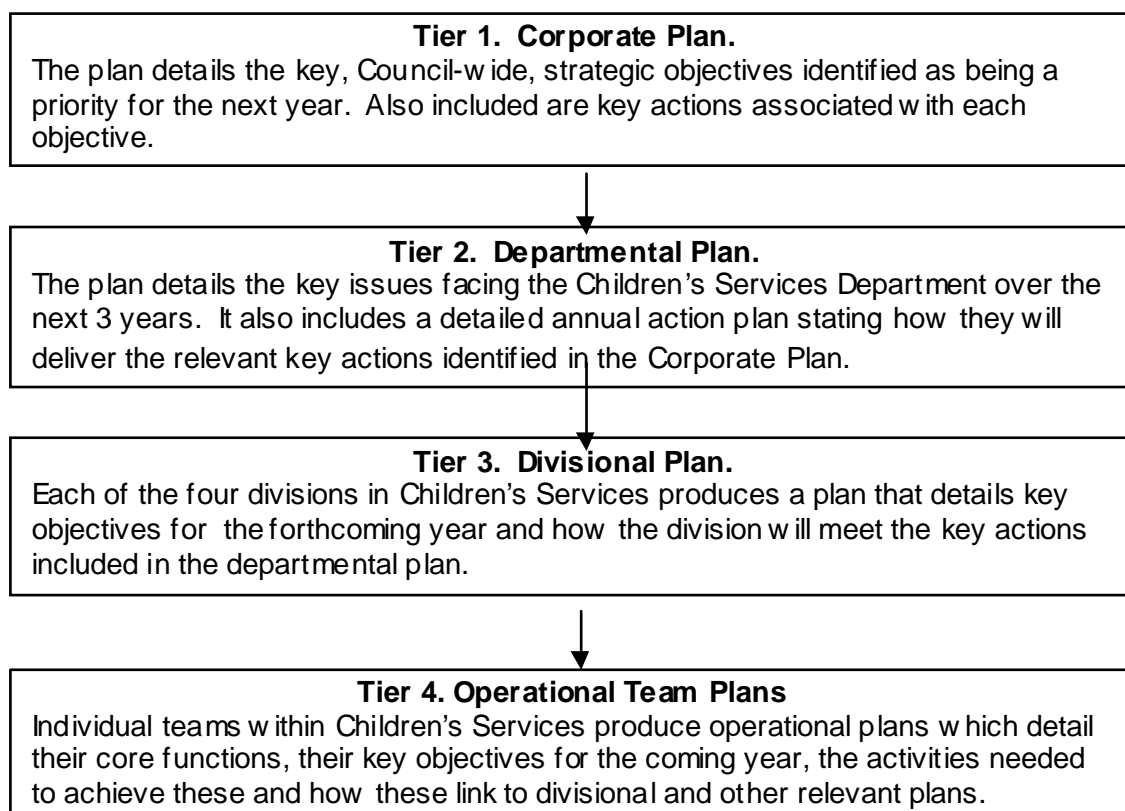 Tier 1. Corporate Plan.
The plan details the key, Council-wide, strategic objectives identified as being a
priority for the next year. Also included are key actions associated with each
objective.
Tier 2. Departmental Plan.
The plan details the key issues facing the Children’s Services Department over the
next 3 years. It also includes a detailed annual action plan stating how they will
deliver the relevant key actions identified in the Corporate Plan.
Tier 3. Divisional Plan.
Each of the four divisions in Children’s Services produces a plan that details key
objectives for the forthcoming year and how the division will meet the key actions
included in the departmental plan.
Tier 4. Operational Team Plans
Individual teams within Children’s Services produce operational plans which detail
their core functions, their key objectives for the coming year, the activities needed
to achieve these and how these link to divisional and other relevant plans.